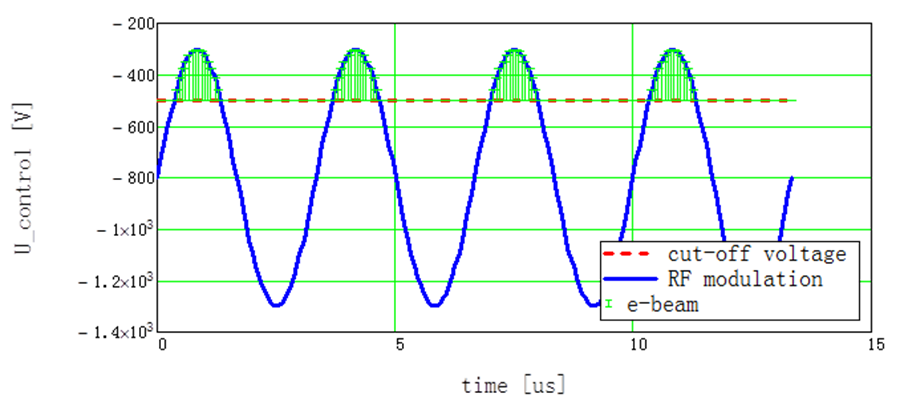 - 200
- 400
- 600
- 800
- 1×10³
- 1.2×10³
- 1.4×10³
U_control [V]
cut-off voltage
RF modulation
e-beam
0
5
10
15
time [us]